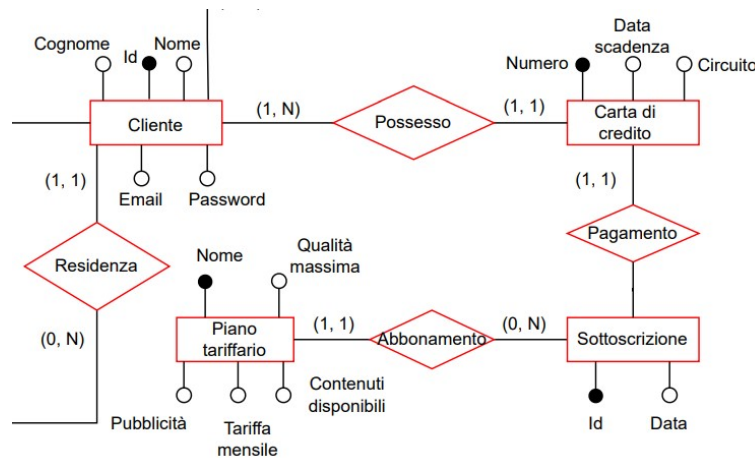 Cognome
Id
Nome
Data
scadenza
Numero
Circuito
Cliente
(1, N)
Possesso
(1, 1)
Carta di
credito
(1, 1)
Email
Password
(1, 1)
Residenza
Nome
Qualità
massima
Pagamento
(0, N)
Piano
tariffario
(1, 1)
Abbonamento
(0, N)
Sottoscrizione
Pubblicità
Tariffa
mensile
Contenuti
disponibili
Id
Data